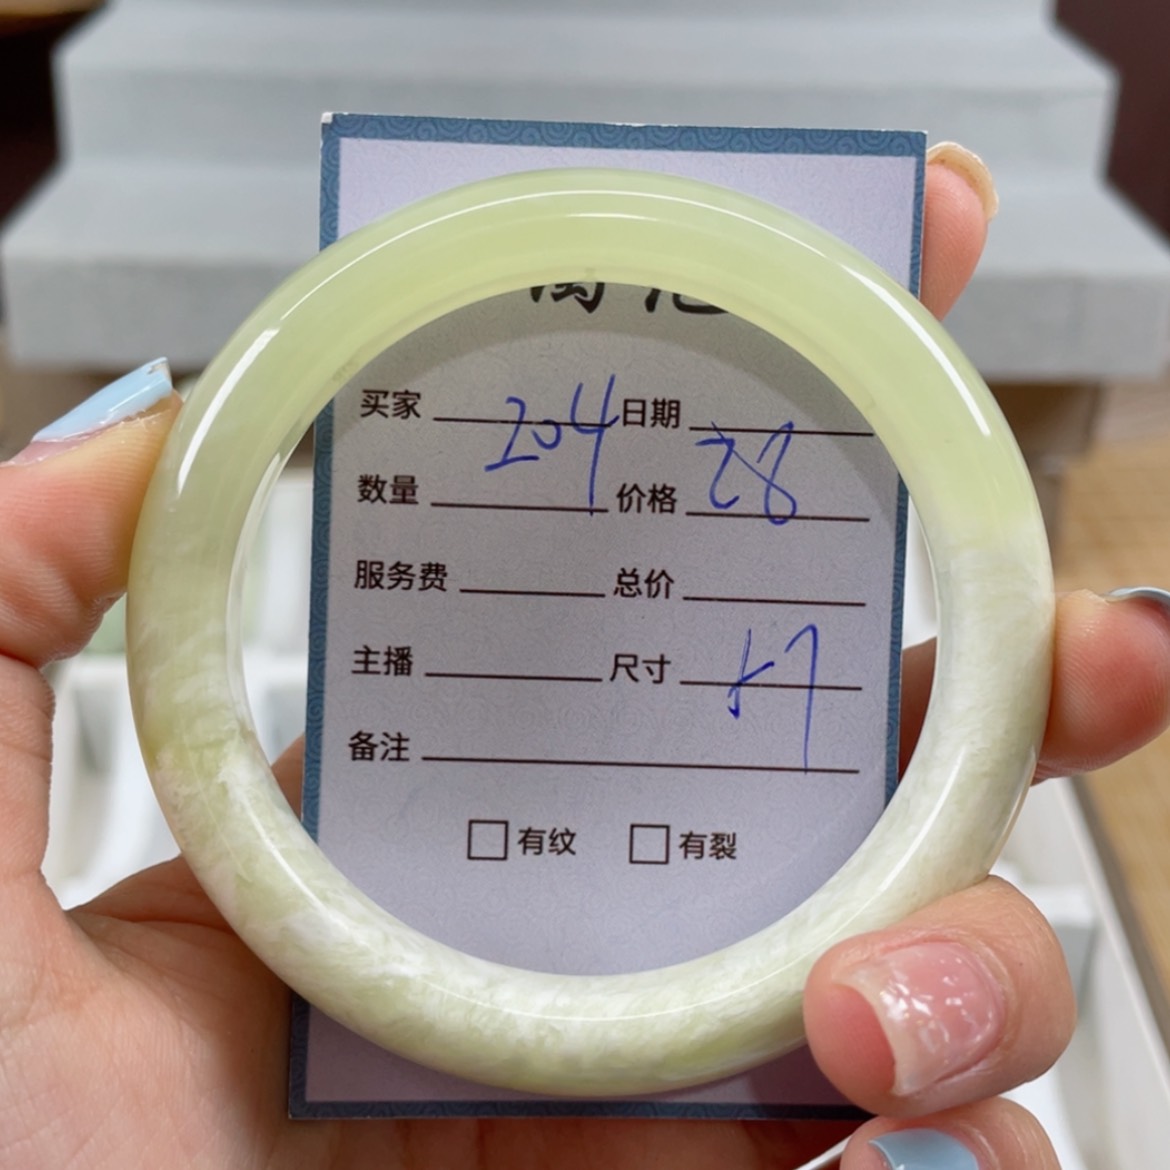 买家 204 日期
数量 价格 28
服务费 总价
主播 尺寸 57
备注
有纹 有裂